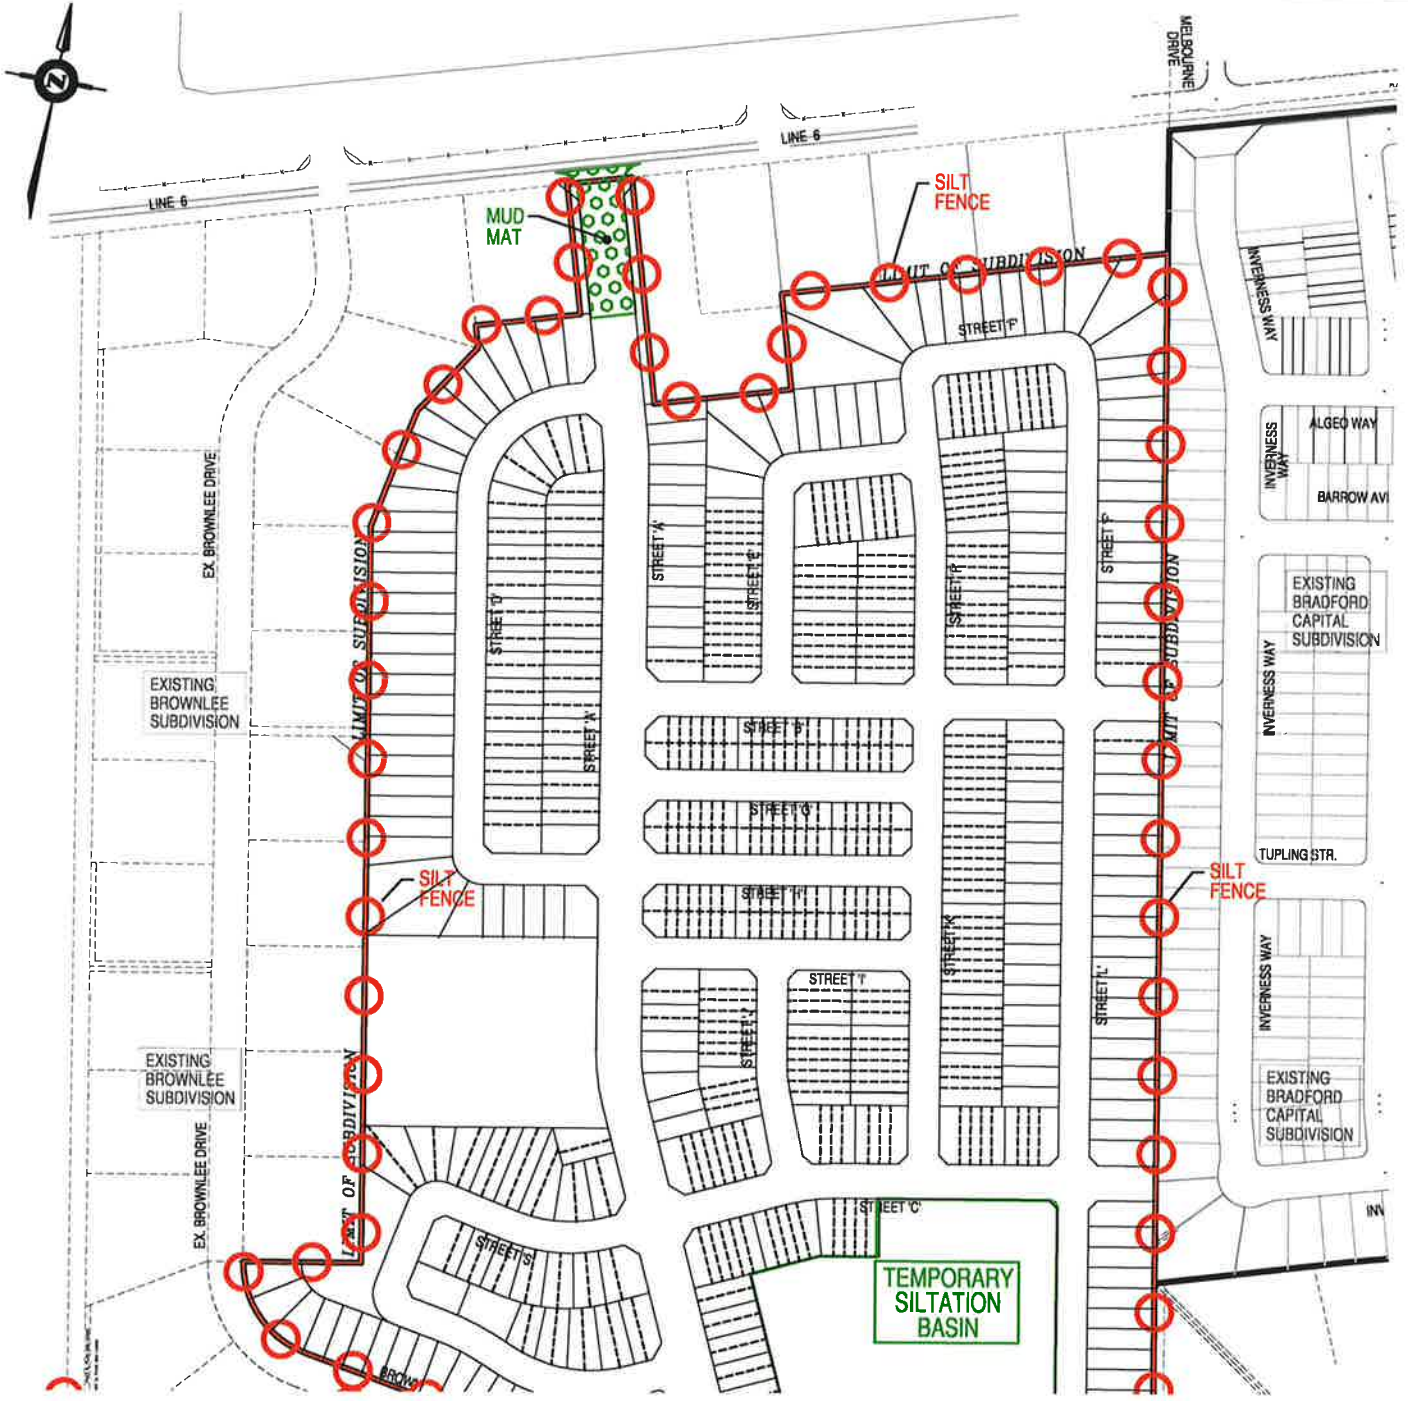 MELBOURNE
DRIVE
N
LINE 6
LINE 6
MUD
MAT
SILT
FENCE
LIMIT OF SUBDIVISION
INVERNESS WAY
STREET 'F'
ALGEO WAY
INVERNESS
WAY
BARROW AVE
EX. BROWNLEE DRIVE
LIMIT OF SUBDIVISION
STREET 'A'
STREET 'E'
STREET 'F'
STREET 'D'
LIMIT OF SUBDIVISION
EXISTING
BRADFORD
CAPITAL
SUBDIVISION
INVERNESS WAY
EXISTING
BROWNLEE
SUBDIVISION
STREET 'A'
STREET 'B'
STREET 'G'
TUPLING STR.
SILT
FENCE
STREET 'H'
SILT
FENCE
STREET 'K'
STREET 'L'
INVERNESS WAY
STREET 'I'
STREET 'J'
EXISTING
BROWNLEE
SUBDIVISION
LIMIT OF SUBDIVISION
EXISTING
BRADFORD
CAPITAL
SUBDIVISION
EX. BROWNLEE DRIVE
STREET 'C'
INV
STREET 'S'
TEMPORARY
SILTATION
BASIN
BROW